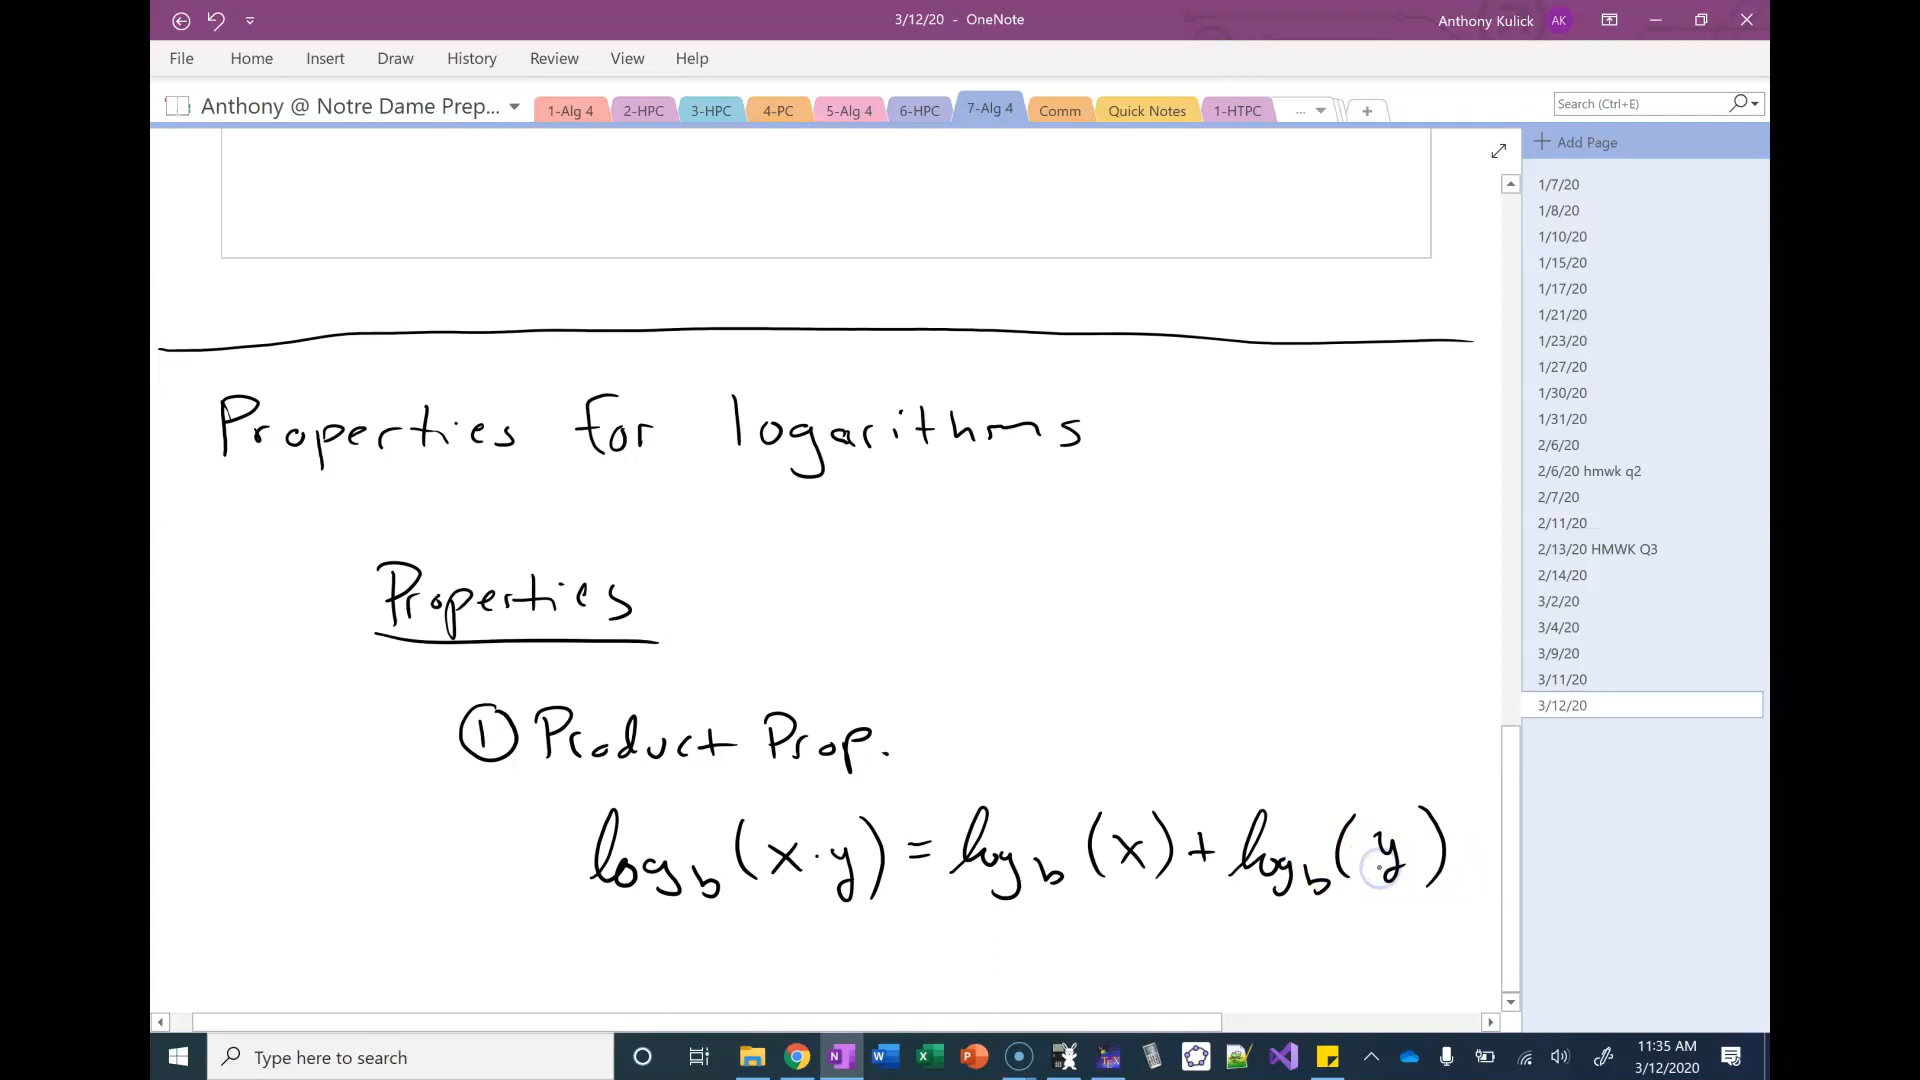 3/12/20 - OneNote
Anthony Kulick AK
File Home Insert Draw History Review View Help
Anthony @ Notre Dame Prep... 1-Alg 4 2-HPC 3-HPC 4-PC 5-Alg 4 6-HPC 7-Alg 4 Comm Quick Notes 1-HTPC ... +
Search (Ctrl+E)
Add Page
1/7/20
1/8/20
1/10/20
1/15/20
1/17/20
1/21/20
1/23/20
1/27/20
1/30/20
1/31/20
2/6/20
2/6/20 hmwk q2
2/7/20
2/11/20
2/13/20 HMWK Q3
2/14/20
3/2/20
3/4/20
3/9/20
3/11/20
3/12/20
Properties for logarithms
Properties
① Product Prop.
log_b (x·y) = log_b (x) + log_b (y)
Type here to search
11:35 AM
3/12/2020